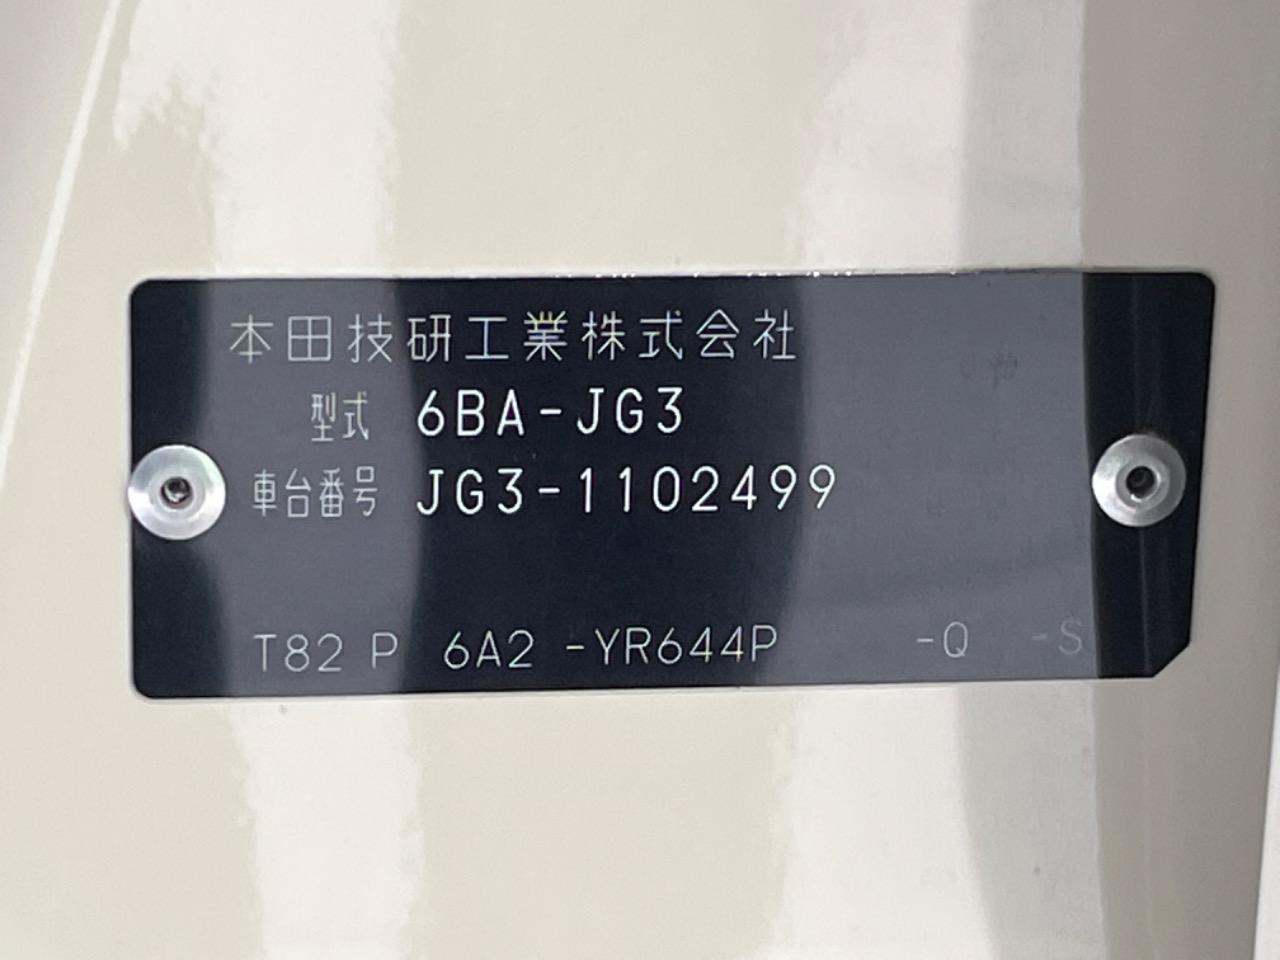 本田技研工業株式会社
型式 6BA-JG3
車台番号 JG3-1102499
T82 P 6A2 -YR644P -Q -S